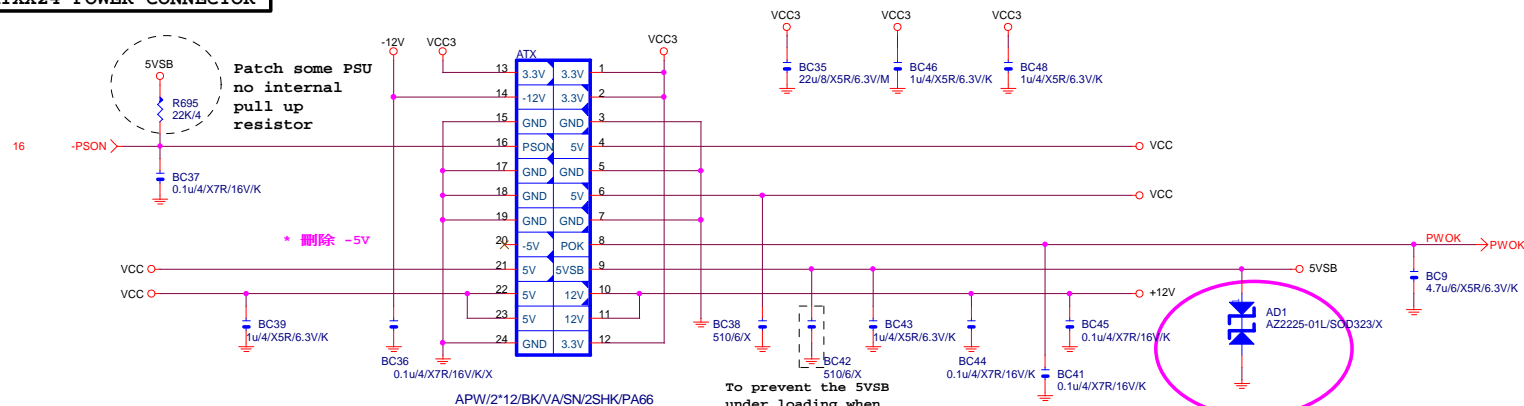 POWER CONNECTOR
5VSB
R695
22K/4
Patch some PSU
no internal
pull up
resistor
16
-PSON
BC37
0.1u/4/X7R/16V/K
* 刪除 -5V
VCC
VCC
BC39
1u/4/X5R/6.3V/K
-12V
VCC3
BC36
0.1u/4/X7R/16V/K/X
ATX
VCC3
13 3.3V 3.3V 1
14 -12V 3.3V 2
15 GND GND 3
16 PSON 5V 4
17 GND GND 5
18 GND 5V 6
19 GND GND 7
20 -5V POK 8
21 5V 5VSB 9
22 5V 12V 10
23 5V 12V 11
24 GND 3.3V 12
APW/2*12/BK/VA/SN/2SHK/PA66
VCC3
BC35
22u/8/X5R/6.3V/M
VCC3
BC46
1u/4/X5R/6.3V/K
VCC3
BC48
1u/4/X5R/6.3V/K
VCC
VCC
PWOK
PWOK
5VSB
+12V
BC38
510/6/X
BC42
510/6/X
BC43
1u/4/X5R/6.3V/K
BC44
0.1u/4/X7R/16V/K
BC45
0.1u/4/X7R/16V/K
BC41
0.1u/4/X7R/16V/K
BC9
4.7u/6/X5R/6.3V/K
AD1
AZ2225-01L/SOD323/X
To prevent the 5VSB
under loading when